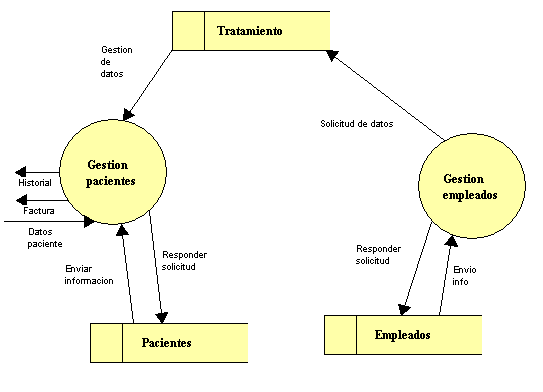 Tratamiento
Gestion
de
datos
Solicitud de datos
Gestion
pacientes
Gestion
empleados
Historial
Factura
Datos
paciente
Enviar
informacion
Responder
solicitud
Responder
solicitud
Envio
info
Pacientes
Empleados